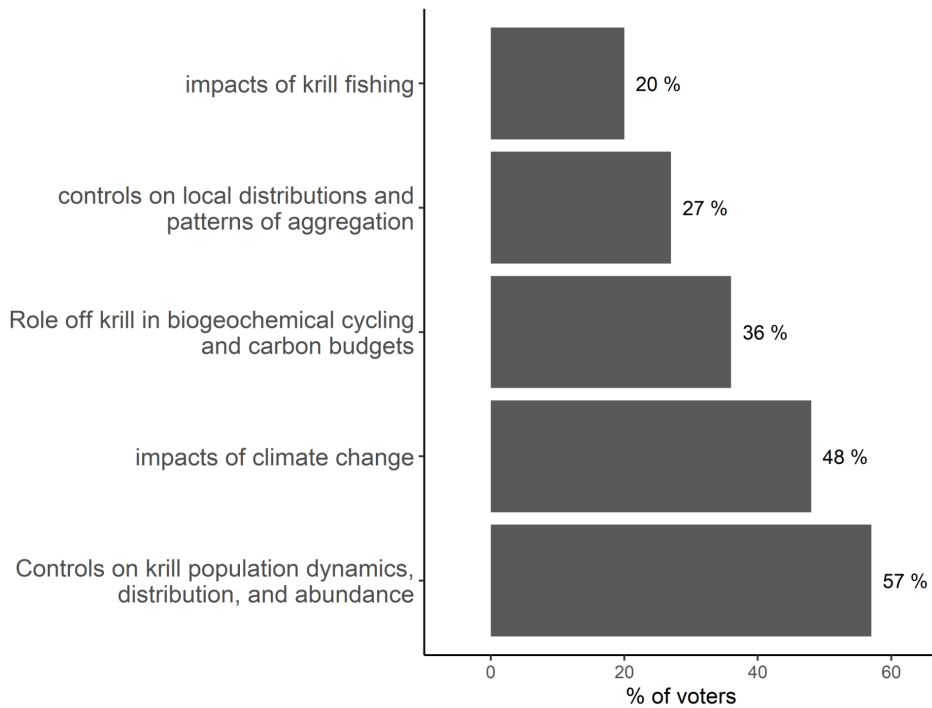 impacts of krill fishing
20 %
controls on local distributions and
patterns of aggregation
27 %
Role off krill in biogeochemical cycling
and carbon budgets
36 %
impacts of climate change
48 %
Controls on krill population dynamics,
distribution, and abundance
57 %
0 20 40 60
% of voters